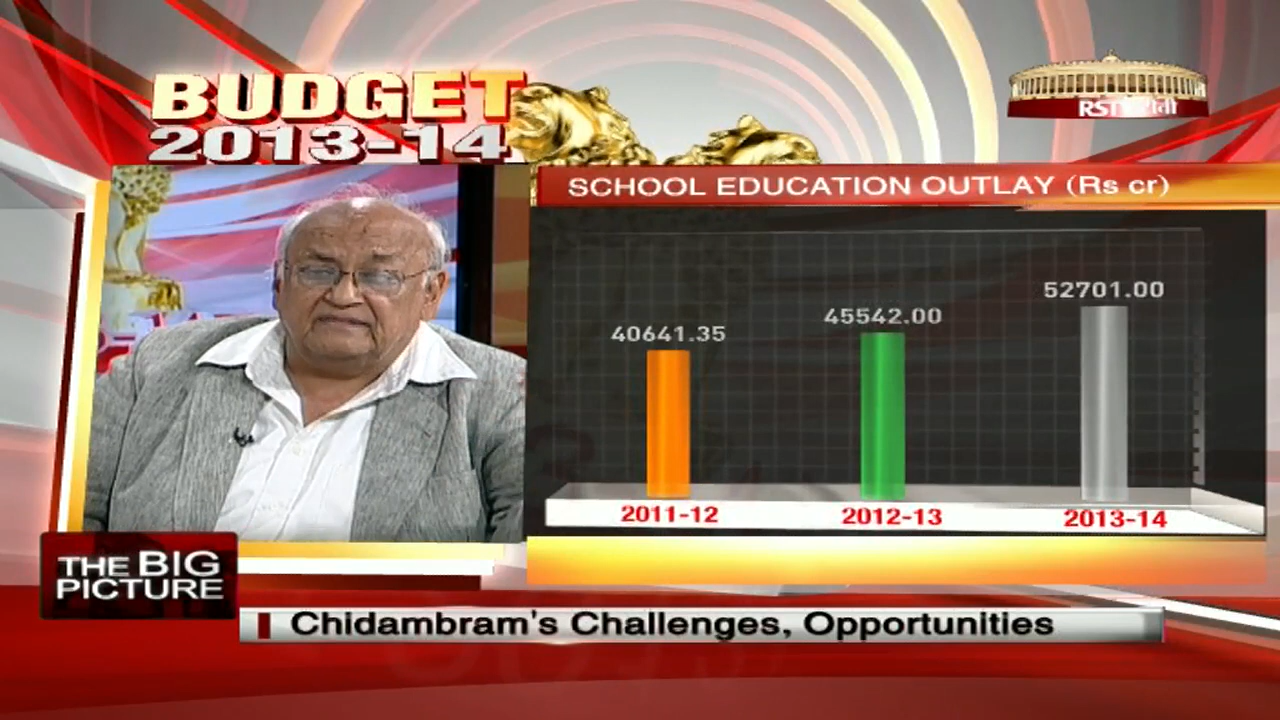 BUDGET
2013-14
RSTV
SCHOOL EDUCATION OUTLAY (Rs cr)
40641.35
45542.00
52701.00
2011-12
2012-13
2013-14
THE BIG
PICTURE
Chidambram's Challenges, Opportunities